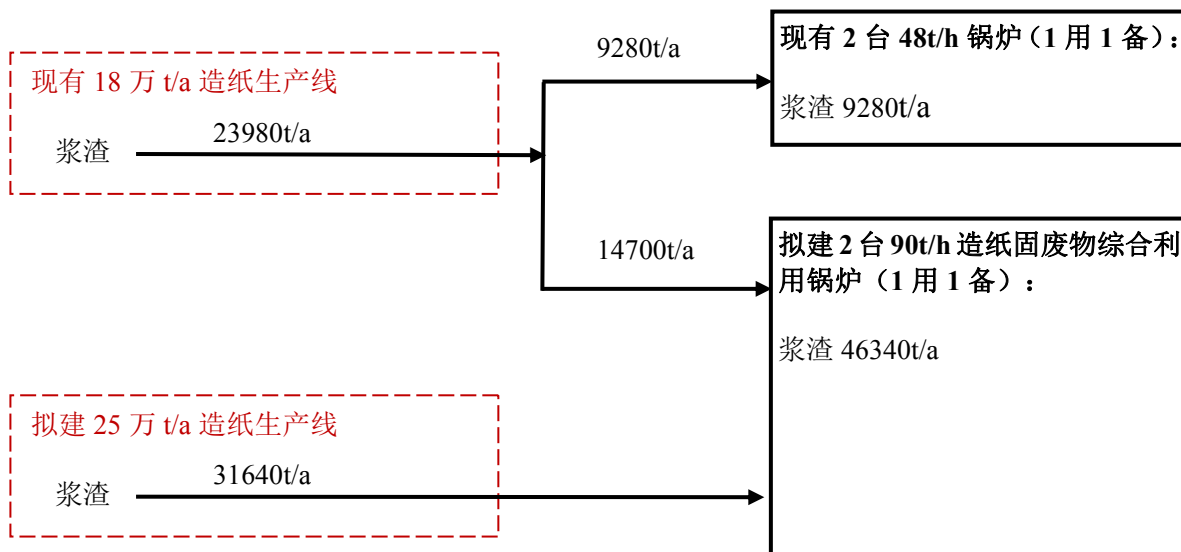 现有 18 万 t/a 造纸生产线
浆渣
23980t/a
9280t/a
现有 2 台 48t/h 锅炉（1 用 1 备）：
浆渣 9280t/a
14700t/a
拟建 2 台 90t/h 造纸固废物综合利
用锅炉（1 用 1 备）：
浆渣 46340t/a
拟建 25 万 t/a 造纸生产线
浆渣
31640t/a